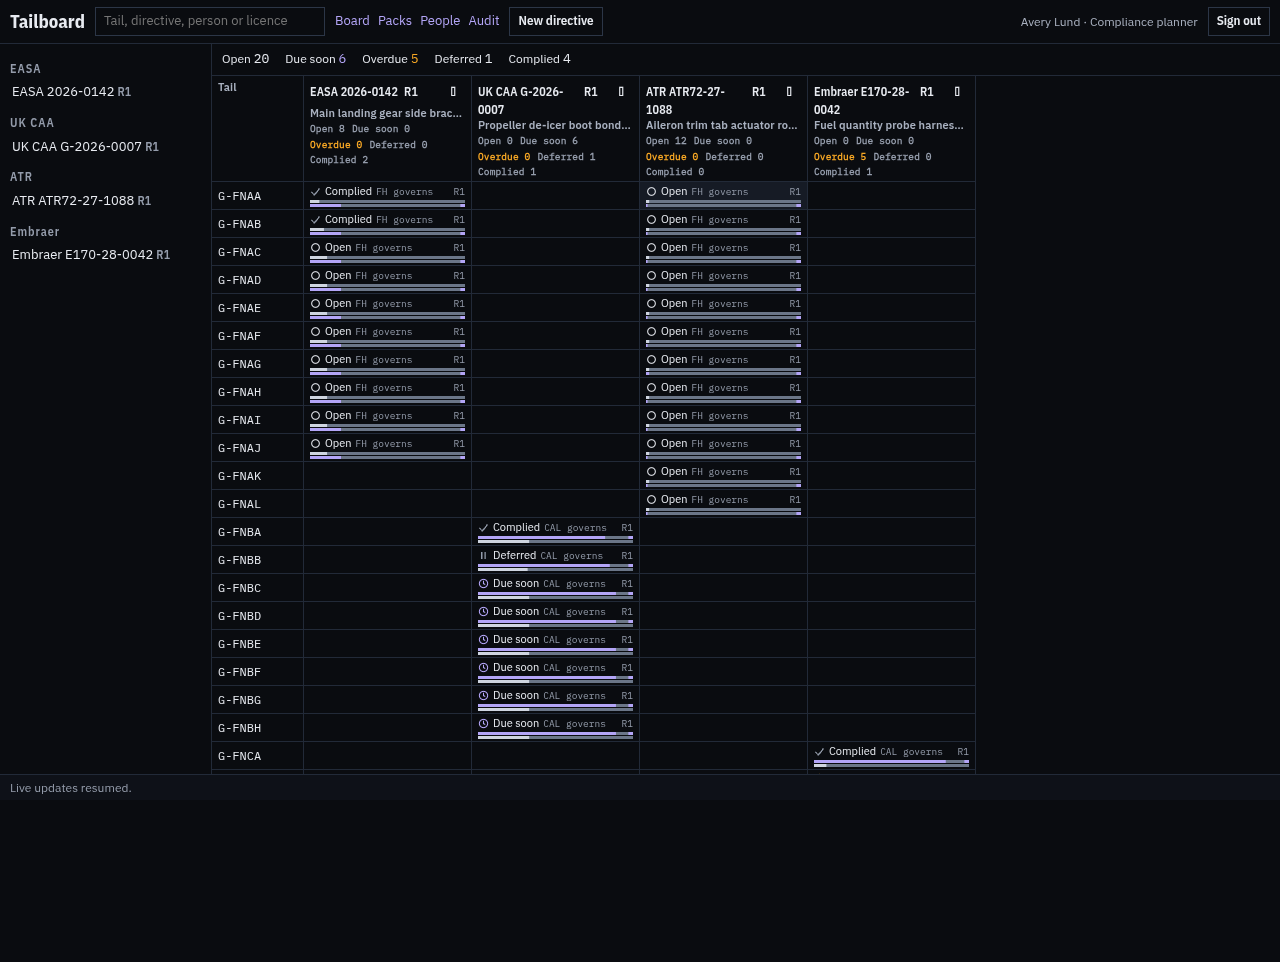 Tailboard Tail, directive, person or licence Board Packs People Audit New directive Avery Lund · Compliance planner Sign out
EASA
EASA 2026-0142 R1
UK CAA
UK CAA G-2026-0007 R1
ATR
ATR ATR72-27-1088 R1
Embraer
Embraer E170-28-0042 R1
Open 20 Due soon 6 Overdue 5 Deferred 1 Complied 4
Tail
EASA 2026-0142 R1
Main landing gear side brac...
Open 8 Due soon 0
Overdue 0 Deferred 0
Complied 2
UK CAA G-2026- R1
0007
Propeller de-icer boot bond...
Open 0 Due soon 6
Overdue 0 Deferred 1
Complied 1
ATR ATR72-27- R1
1088
Aileron trim tab actuator ro...
Open 12 Due soon 0
Overdue 0 Deferred 0
Complied 0
Embraer E170-28- R1
0042
Fuel quantity probe harnes...
Open 0 Due soon 0
Overdue 5 Deferred 0
Complied 1
G-FNAA Complied FH governs R1 Open FH governs R1
G-FNAB Complied FH governs R1 Open FH governs R1
G-FNAC Open FH governs R1 Open FH governs R1
G-FNAD Open FH governs R1 Open FH governs R1
G-FNAE Open FH governs R1 Open FH governs R1
G-FNAF Open FH governs R1 Open FH governs R1
G-FNAG Open FH governs R1 Open FH governs R1
G-FNAH Open FH governs R1 Open FH governs R1
G-FNAI Open FH governs R1 Open FH governs R1
G-FNAJ Open FH governs R1 Open FH governs R1
G-FNAK Open FH governs R1
G-FNAL Open FH governs R1
G-FNBA Complied CAL governs R1
G-FNBB Deferred CAL governs R1
G-FNBC Due soon CAL governs R1
G-FNBD Due soon CAL governs R1
G-FNBE Due soon CAL governs R1
G-FNBF Due soon CAL governs R1
G-FNBG Due soon CAL governs R1
G-FNBH Due soon CAL governs R1
G-FNCA Complied CAL governs R1
Live updates resumed.